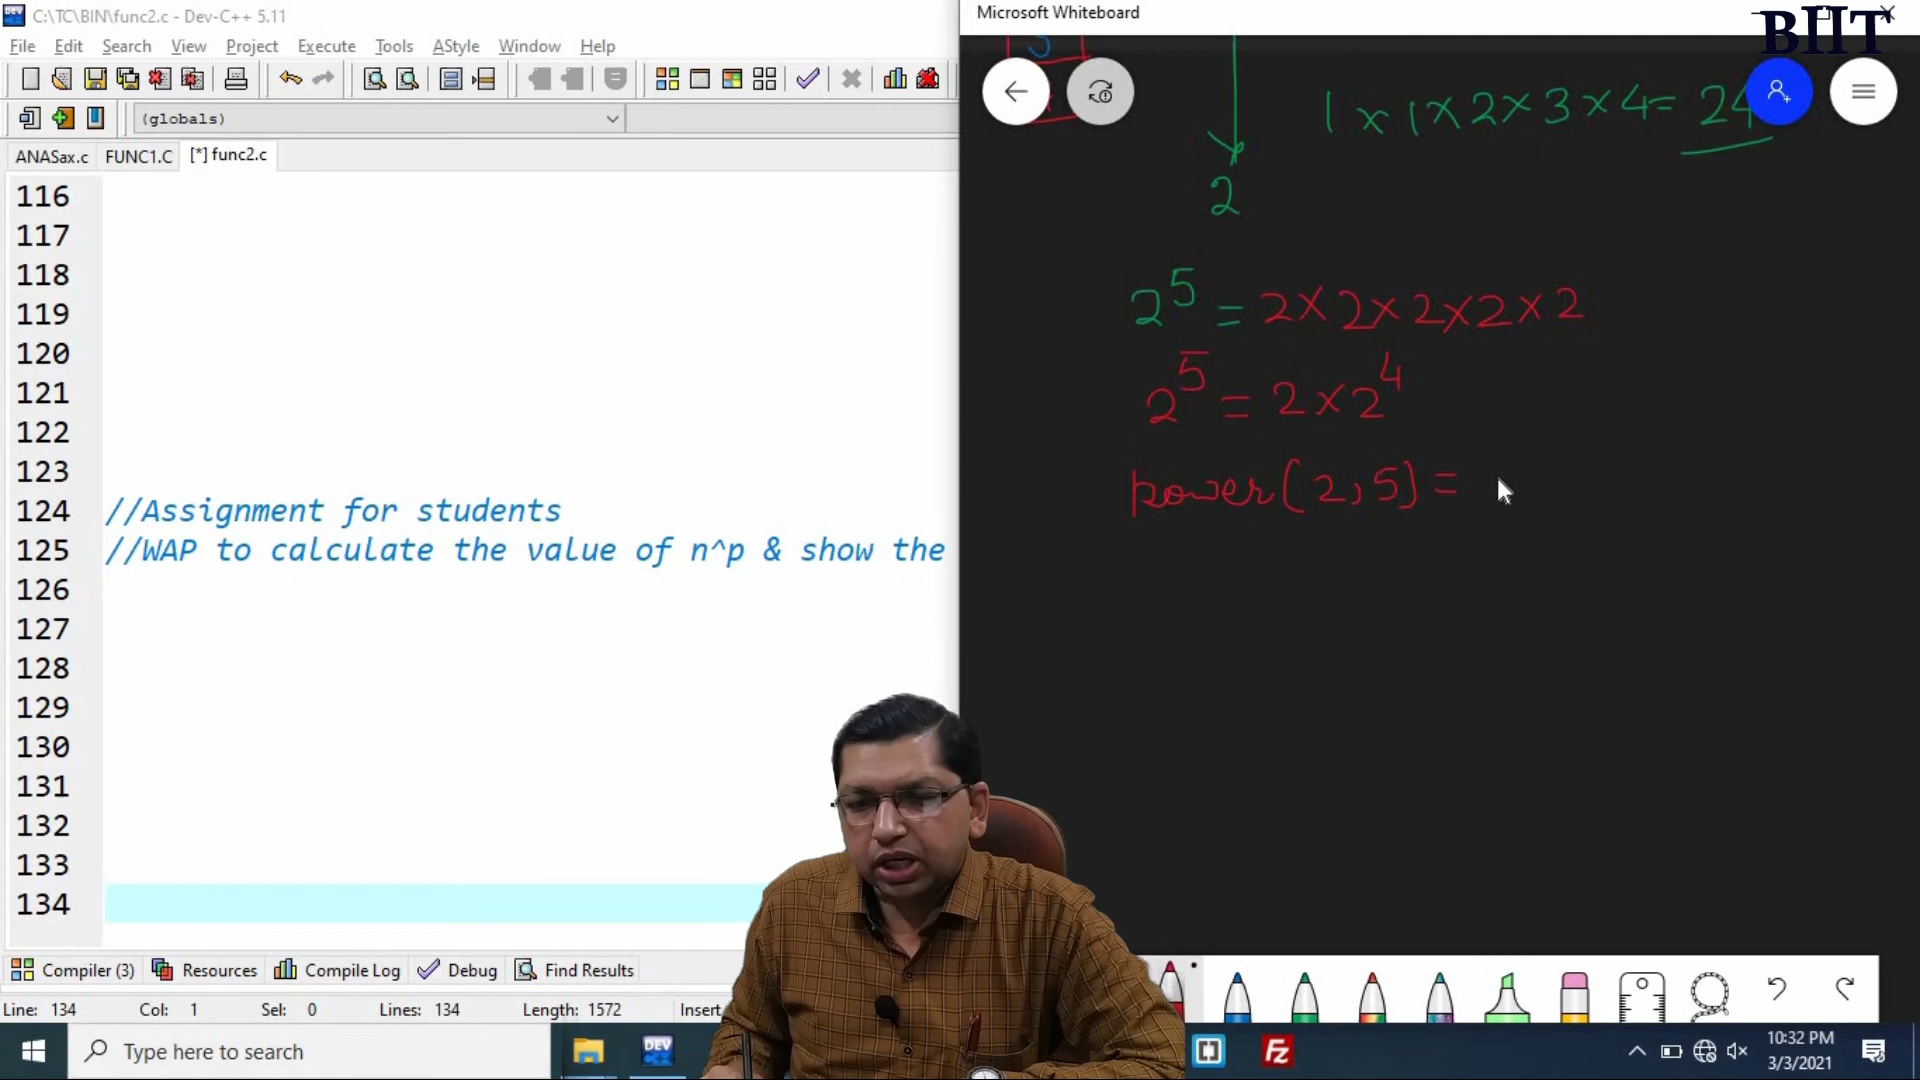 C:\TC\BIN\func2.c - Dev-C++ 5.11
File Edit Search View Project Execute Tools AStyle Window Help
(globals)
ANASax.c FUNC1.C [*] func2.c
116
117
118
119
120
121
122
123
124 //Assignment for students
125 //WAP to calculate the value of n^p & show the
126
127
128
129
130
131
132
133
134
Compiler (3) Resources Compile Log Debug Find Results
Line: 134 Col: 1 Sel: 0 Lines: 134 Length: 1572 Insert
Microsoft Whiteboard
BIIT
1 × 1 × 2 × 3 × 4 = 24
2
2^5 = 2 × 2 × 2 × 2 × 2
2^5 = 2 × 2^4
power(2,5) =
Type here to search
DEV
Fz
10:32 PM
3/3/2021